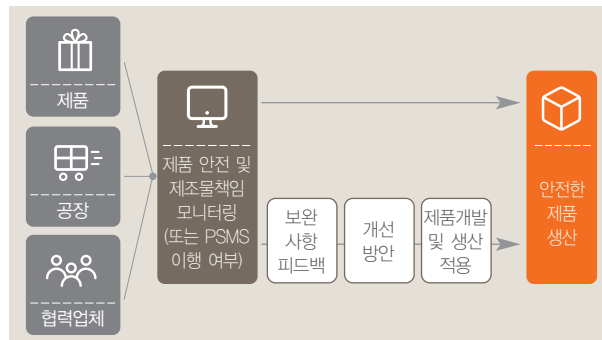 제품
공장
협력업체
제품 안전 및
제조물책임
모니터링
(또는 PSMS
이행 여부)
보완
사항
피드백
개선
방안
제품개발
및 생산
적용
안전한
제품
생산